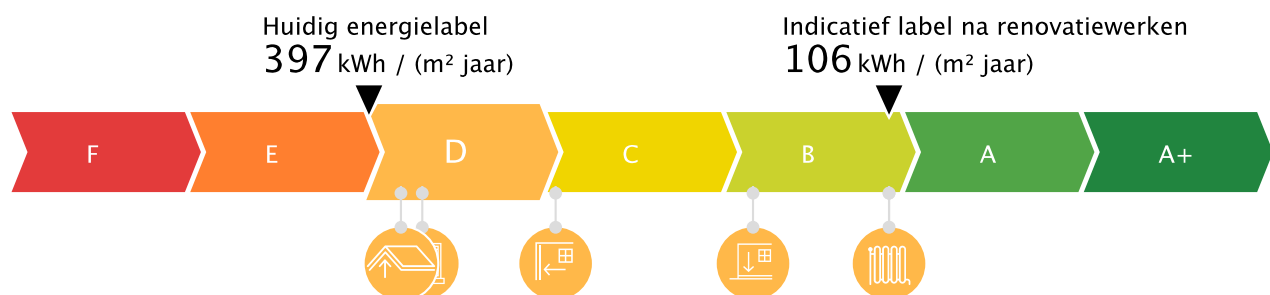 Huidig energielabel
397 kWh / (m² jaar)
Indicatief label na renovatiewerken
106 kWh / (m² jaar)
F
E
D
C
B
A
A+